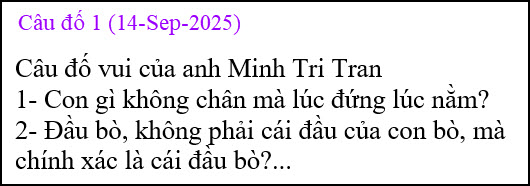 Câu đố 1 (14-Sep-2025)
Câu đố vui của anh Minh Tri Tran
1- Con gì không chân mà lúc đứng lúc nằm?
2- Đầu bò, không phải cái đầu của con bò, mà
chính xác là cái đầu bò?...